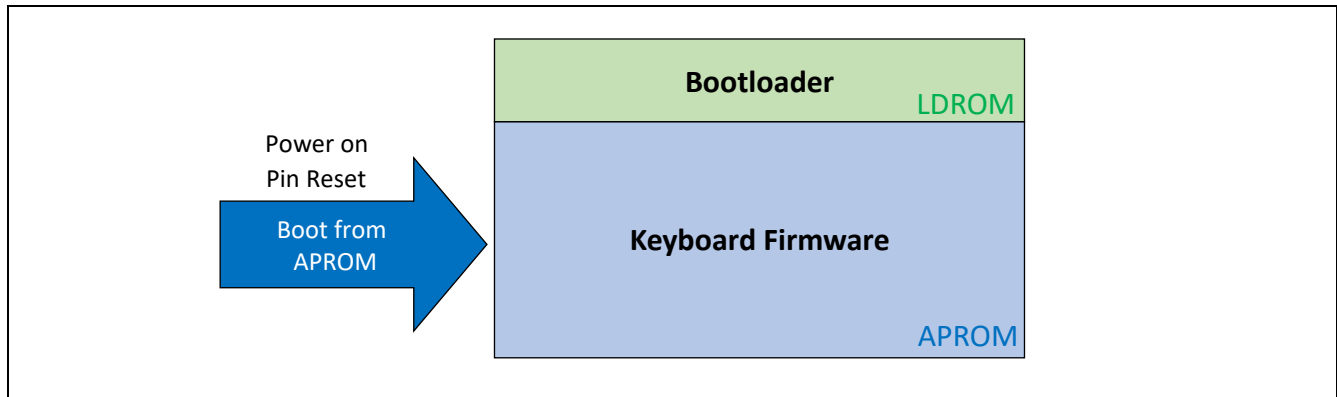 Bootloader
LDROM
Power on
Pin Reset
Boot from
APROM
Keyboard Firmware
APROM